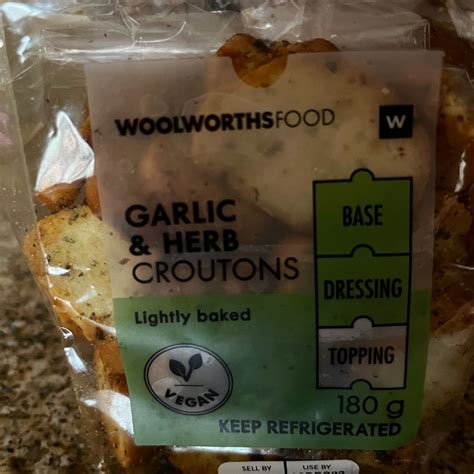 WOOLWORTHSFOOD
W
GARLIC
& HERB
CROUTONS
Lightly baked
VEGAN
BASE
DRESSING
TOPPING
180 g
KEEP REFRIGERATED
SELL BY
USE BY